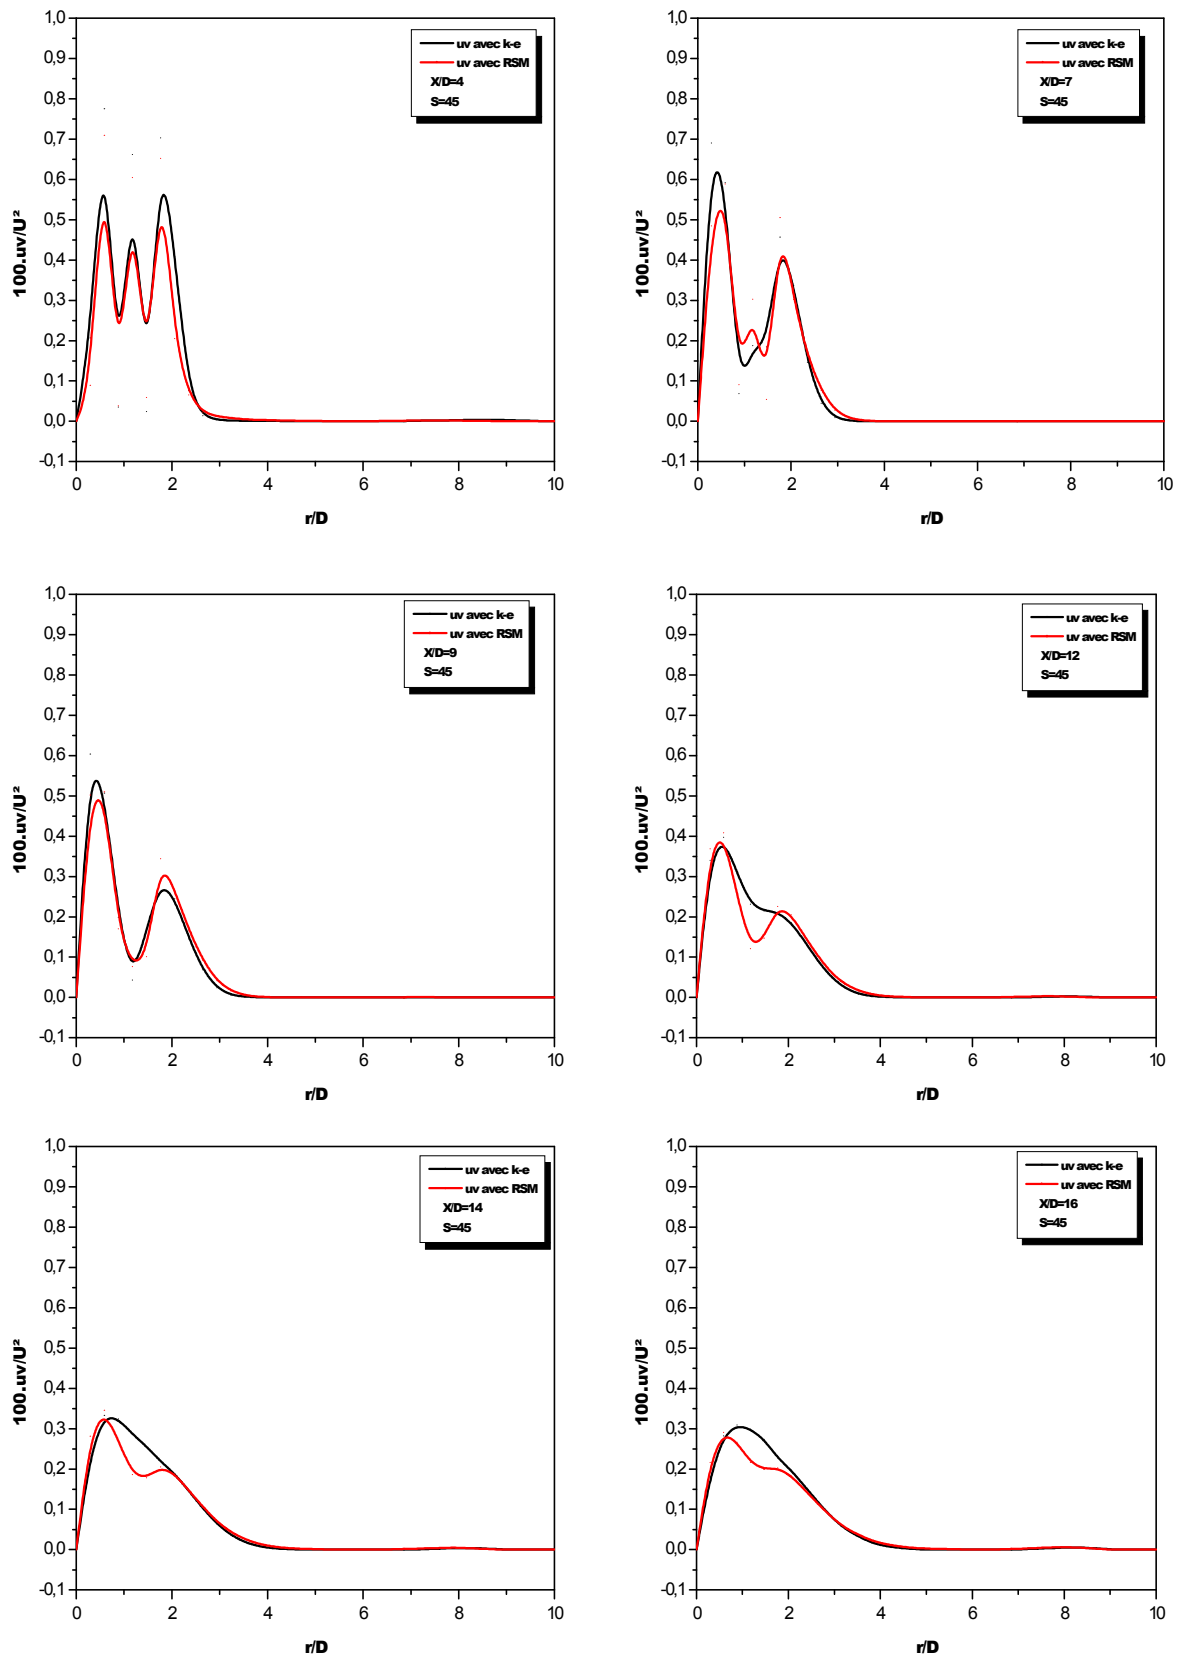 1,0
0,9
0,8
0,7
0,6
0,5
0,4
0,3
0,2
0,1
0,0
-0,1
100.uv/U²
0 2 4 6 8 10
r/D
uv avec k-e
uv avec RSM
X/D=4
S=45
1,0
0,9
0,8
0,7
0,6
0,5
0,4
0,3
0,2
0,1
0,0
-0,1
100.uv/U²
0 2 4 6 8 10
r/D
uv avec k-e
uv avec RSM
X/D=7
S=45
1,0
0,9
0,8
0,7
0,6
0,5
0,4
0,3
0,2
0,1
0,0
-0,1
100.uv/U²
0 2 4 6 8 10
r/D
uv avec k-e
uv avec RSM
X/D=9
S=45
1,0
0,9
0,8
0,7
0,6
0,5
0,4
0,3
0,2
0,1
0,0
-0,1
100.uv/U²
0 2 4 6 8 10
r/D
uv avec k-e
uv avec RSM
X/D=12
S=45
1,0
0,9
0,8
0,7
0,6
0,5
0,4
0,3
0,2
0,1
0,0
-0,1
100.uv/U²
0 2 4 6 8 10
r/D
uv avec k-e
uv avec RSM
X/D=14
S=45
1,0
0,9
0,8
0,7
0,6
0,5
0,4
0,3
0,2
0,1
0,0
-0,1
100.uv/U²
0 2 4 6 8 10
r/D
uv avec k-e
uv avec RSM
X/D=16
S=45